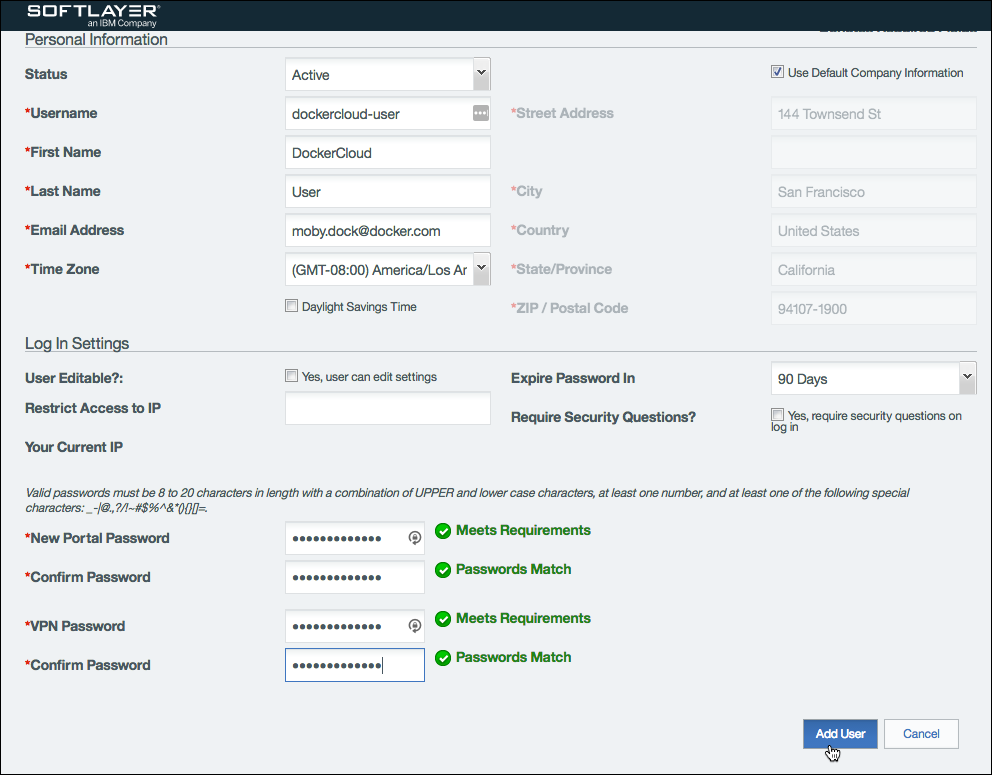 SOFTLAYER®
an IBM Company
Personal Information
Status
Active
Use Default Company Information
*Username
dockercloud-user
*Street Address
144 Townsend St
*First Name
DockerCloud
*Last Name
User
*City
San Francisco
*Email Address
moby.dock@docker.com
*Country
United States
*Time Zone
(GMT-08:00) America/Los Ar
*State/Province
California
Daylight Savings Time
*ZIP / Postal Code
94107-1900
Log In Settings
User Editable?:
Yes, user can edit settings
Expire Password In
90 Days
Restrict Access to IP
Require Security Questions?
Yes, require security questions on
log in
Your Current IP
Valid passwords must be 8 to 20 characters in length with a combination of UPPER and lower case characters, at least one number, and at least one of the following special
characters: _-|@.,?/!~#$%^&*(){}[]=.
*New Portal Password
Meets Requirements
*Confirm Password
Passwords Match
*VPN Password
Meets Requirements
*Confirm Password
Passwords Match
Add User
Cancel